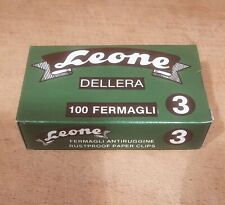 Leone
DELLERA
100 FERMAGLI 3
Leone 3
FERMAGLI ANTIRUGGINE
RUSTPROOF PAPER CLIPS